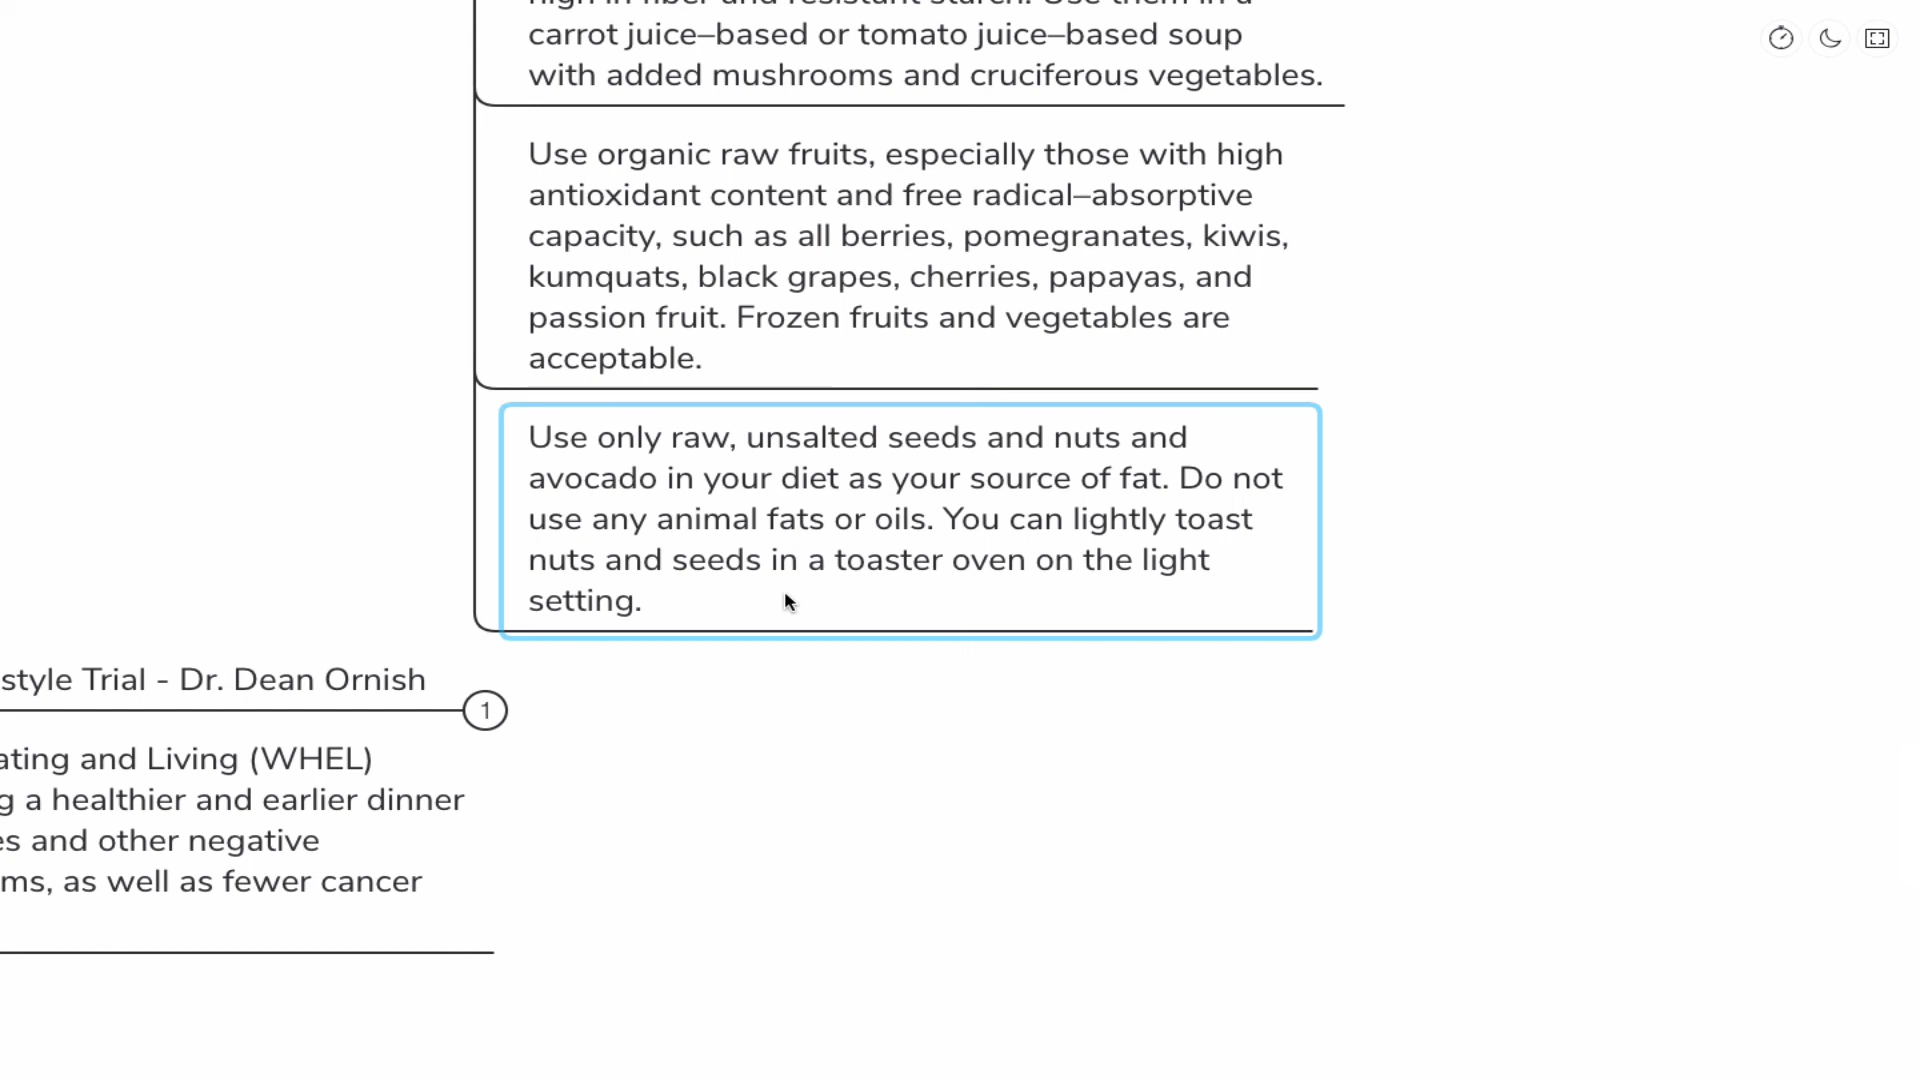 carrot juice–based or tomato juice–based soup
with added mushrooms and cruciferous vegetables.
Use organic raw fruits, especially those with high
antioxidant content and free radical–absorptive
capacity, such as all berries, pomegranates, kiwis,
kumquats, black grapes, cherries, papayas, and
passion fruit. Frozen fruits and vegetables are
acceptable.
Use only raw, unsalted seeds and nuts and
avocado in your diet as your source of fat. Do not
use any animal fats or oils. You can lightly toast
nuts and seeds in a toaster oven on the light
setting.
style Trial - Dr. Dean Ornish
1
and Living (WHEL)
a healthier and earlier dinner
and other negative
as well as fewer cancer